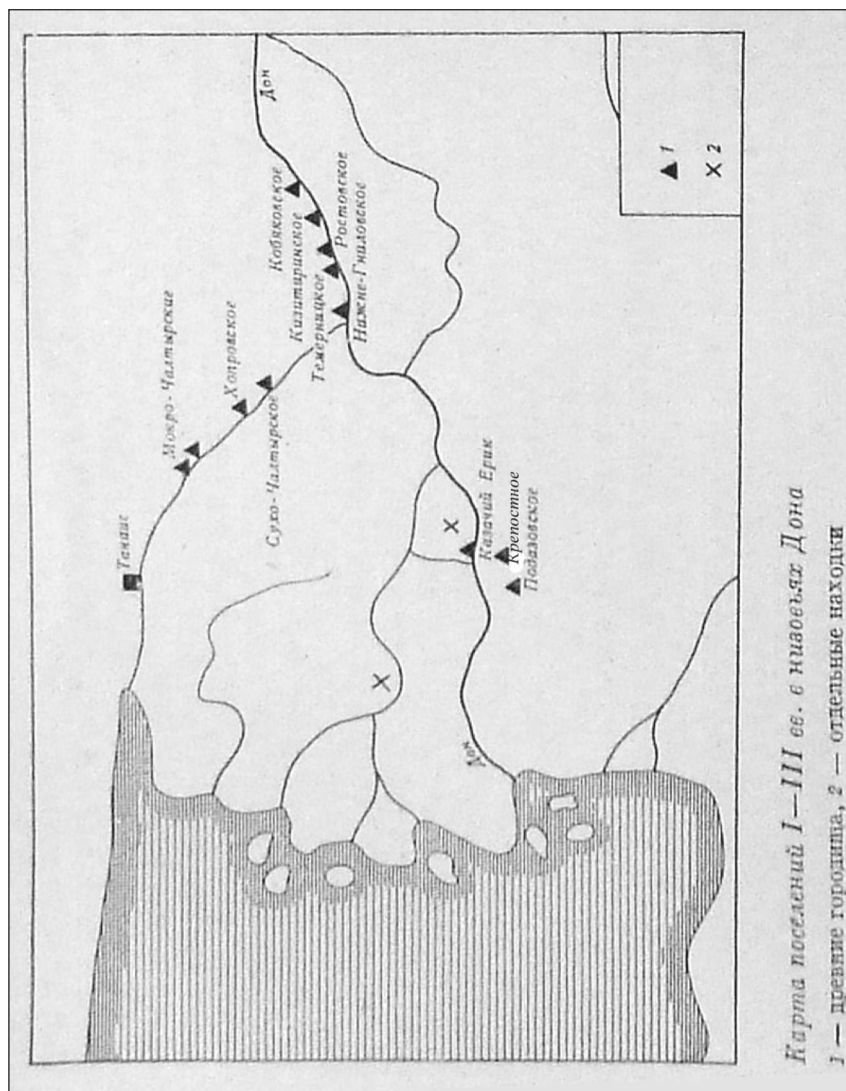 Дон
Кобяковское
Кизитиринское
Ростовское
Темерницкое
Нижне-Гниловское
Мокро-Чалтырские
Хопровское
Сухо-Чалтырское
Танаис
Казачий Ерик
Крепостное
Подазовское
Дон
1
2
Карта поселений I—III вв. в низовьях Дона
1 — древние городища, 2 — отдельные находки